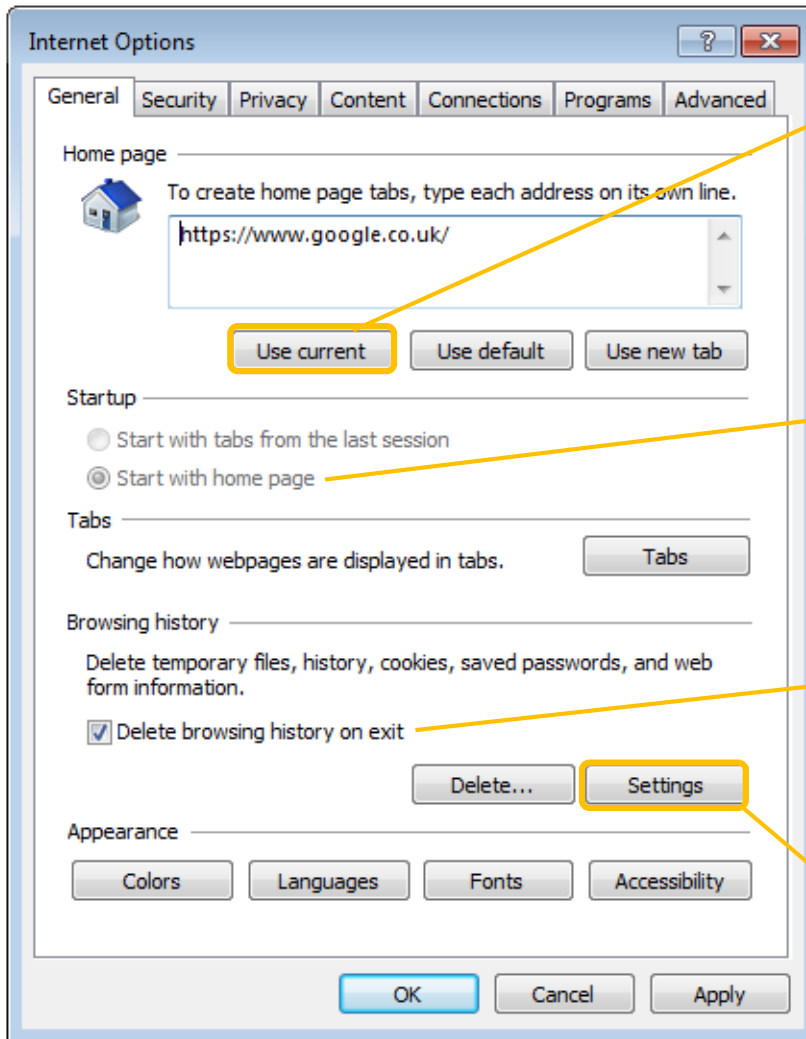 Internet Options
General Security Privacy Content Connections Programs Advanced
Home page
To create home page tabs, type each address on its own line.
https://www.google.co.uk/
Use current Use default Use new tab
Startup
Start with tabs from the last session
Start with home page
Tabs
Change how webpages are displayed in tabs. Tabs
Browsing history
Delete temporary files, history, cookies, saved passwords, and web
form information.
Delete browsing history on exit
Delete... Settings
Appearance
Colors Languages Fonts Accessibility
OK Cancel Apply